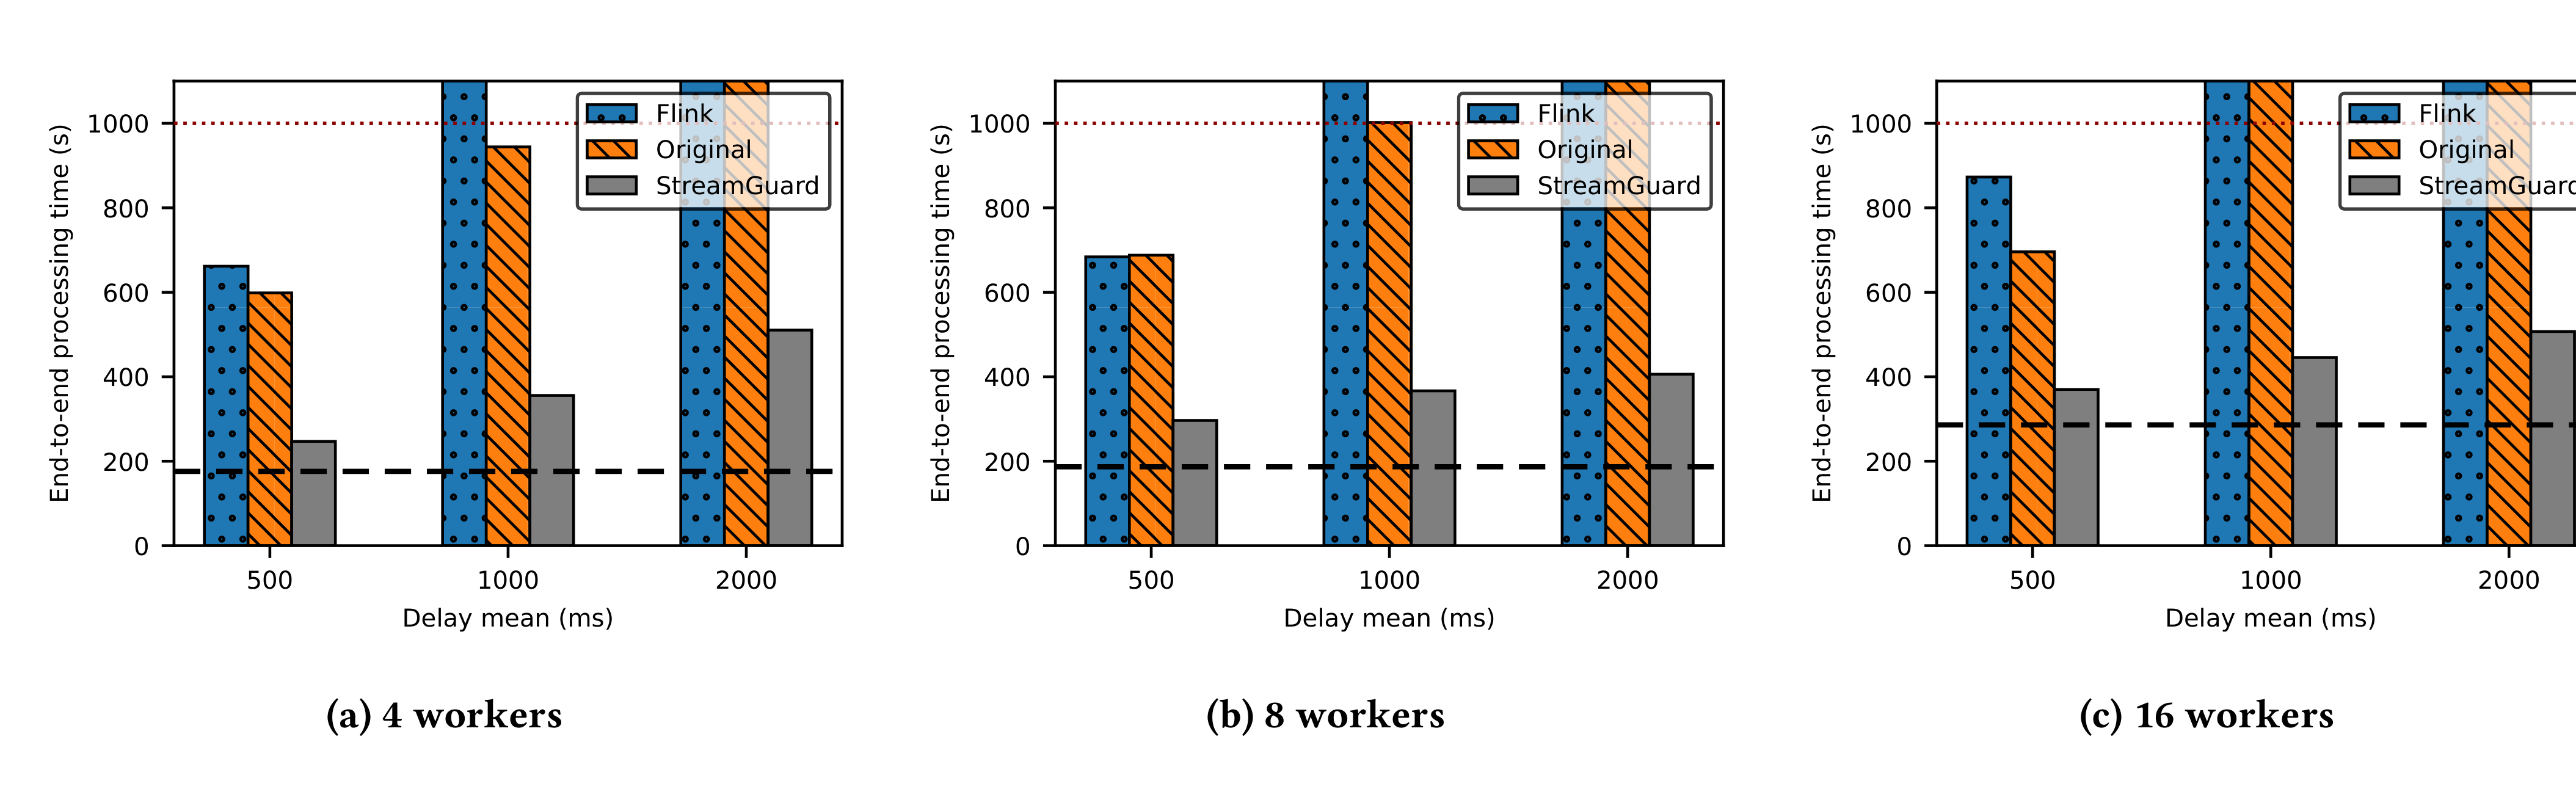 End-to-end processing time (s)
1000
800
600
400
200
0
500
1000
2000
Delay mean (ms)
Flink
Original
StreamGuard
(a) 4 workers
End-to-end processing time (s)
1000
800
600
400
200
0
500
1000
2000
Delay mean (ms)
Flink
Original
StreamGuard
(b) 8 workers
End-to-end processing time (s)
1000
800
600
400
200
0
500
1000
2000
Delay mean (ms)
Flink
Original
StreamGuard
(c) 16 workers